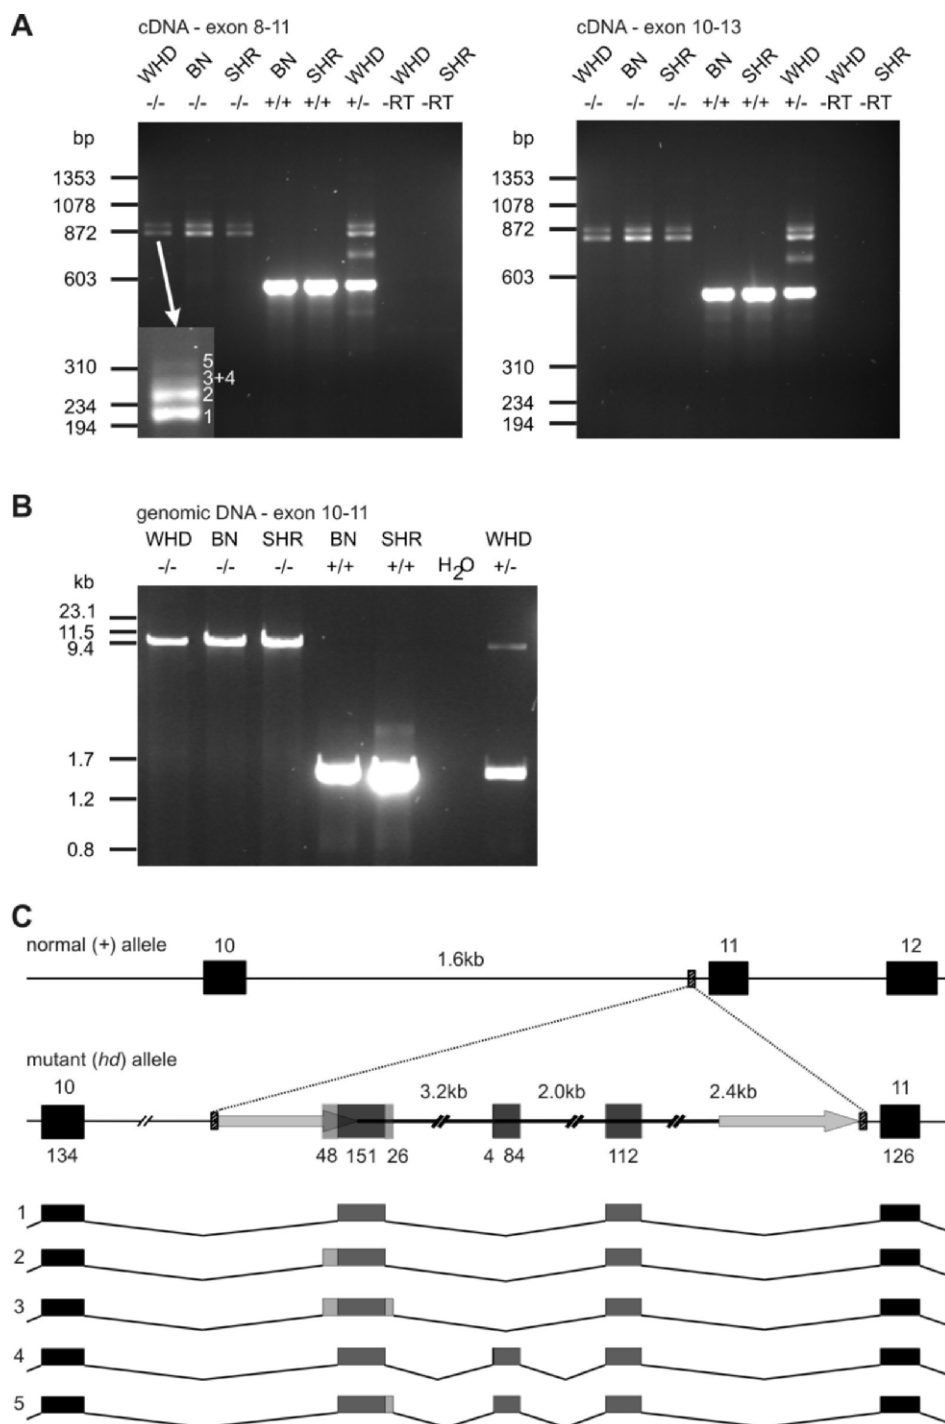 A
cDNA - exon 8-11
WHD BN SHR BN SHR WHD WHD SHR
-/- -/- -/- +/+ +/+ +/- -RT -RT
bp
1353
1078
872
603
310
234
194
5
3+4
2
1
cDNA - exon 10-13
WHD BN SHR BN SHR WHD WHD SHR
-/- -/- -/- +/+ +/+ +/- -RT -RT
bp
1353
1078
872
603
310
234
194
B
genomic DNA - exon 10-11
WHD BN SHR BN SHR WHD
-/- -/- -/- +/+ +/+ H2O +/-
kb
23.1
11.5
9.4
1.7
1.2
0.8
C
normal (+) allele
10 1.6kb 11 12
mutant (hd) allele
10 3.2kb 2.0kb 2.4kb 11
134 48 151 26 4 84 112 126
1
2
3
4
5